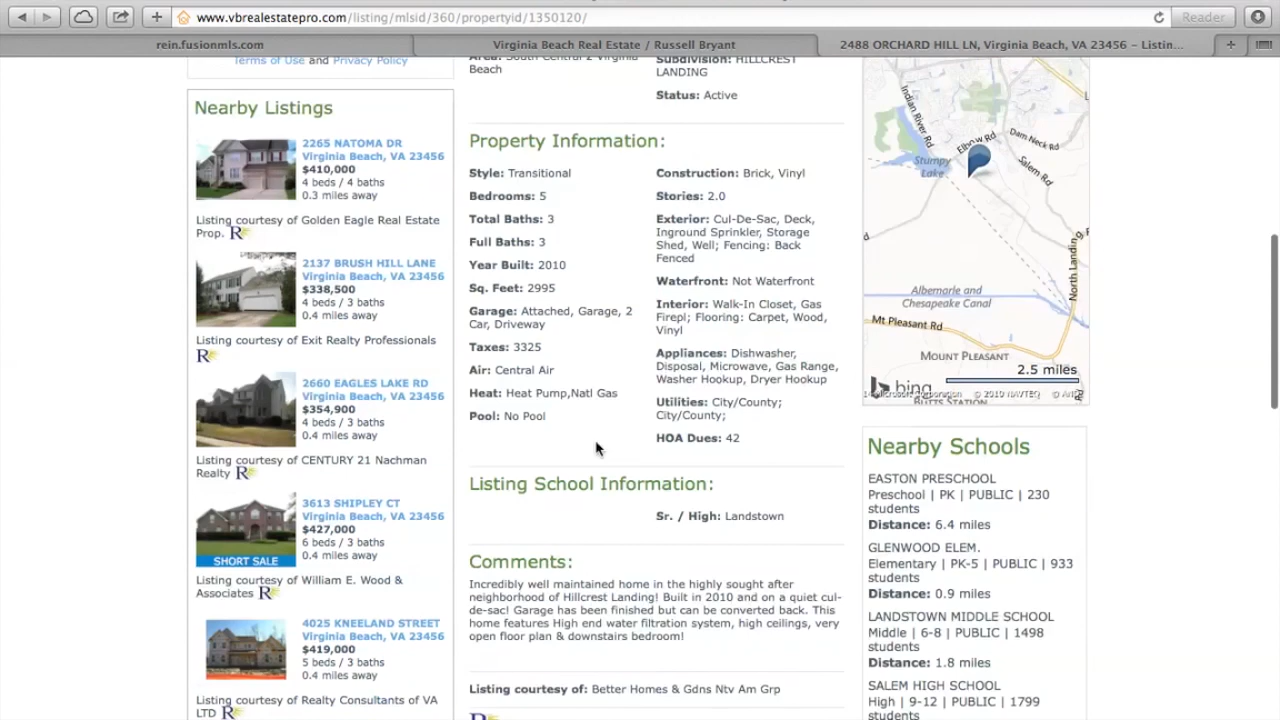 www.vbrealestatepro.com/listing/mlsid/360/propertyid/1350120/
Reader
rein.fusionmls.com
Virginia Beach Real Estate / Russell Bryant
2488 ORCHARD HILL LN, Virginia Beach, VA 23456 – Listin...
Terms of Use and Privacy Policy
Nearby Listings
2265 NATOMA DR
Virginia Beach, VA 23456
$410,000
4 beds / 4 baths
0.3 miles away
Listing courtesy of Golden Eagle Real Estate
Prop.
2137 BRUSH HILL LANE
Virginia Beach, VA 23456
$338,500
4 beds / 3 baths
0.4 miles away
Listing courtesy of Exit Realty Professionals
2660 EAGLES LAKE RD
Virginia Beach, VA 23456
$354,900
4 beds / 3 baths
0.4 miles away
Listing courtesy of CENTURY 21 Nachman
Realty
3613 SHIPLEY CT
Virginia Beach, VA 23456
$427,000
6 beds / 3 baths
0.4 miles away
SHORT SALE
Listing courtesy of William E. Wood &
Associates
4025 KNEELAND STREET
Virginia Beach, VA 23456
$419,000
5 beds / 3 baths
0.4 miles away
Listing courtesy of Realty Consultants of VA
LTD
Area: South Central 2 Virginia
Beach
Subdivision: HILLCREST
LANDING
Status: Active
Property Information:
Style: Transitional
Bedrooms: 5
Total Baths: 3
Full Baths: 3
Year Built: 2010
Sq. Feet: 2995
Garage: Attached, Garage, 2
Car, Driveway
Taxes: 3325
Air: Central Air
Heat: Heat Pump,Natl Gas
Pool: No Pool
Construction: Brick, Vinyl
Stories: 2.0
Exterior: Cul-De-Sac, Deck,
Inground Sprinkler, Storage
Shed, Well; Fencing: Back
Fenced
Waterfront: Not Waterfront
Interior: Walk-In Closet, Gas
Firepl; Flooring: Carpet, Wood,
Vinyl
Appliances: Dishwasher,
Disposal, Microwave, Gas Range,
Washer Hookup, Dryer Hookup
Utilities: City/County;
City/County;
HOA Dues: 42
Listing School Information:
Sr. / High: Landstown
Comments:
Incredibly well maintained home in the highly sought after
neighborhood of Hillcrest Landing! Built in 2010 and on a quiet cul-
de-sac! Garage has been finished but can be converted back. This
home features High end water filtration system, high ceilings, very
open floor plan & downstairs bedroom!
Listing courtesy of: Better Homes & Gdns Ntv Am Grp
Indian River Rd
Elbow Rd
Dam Neck Rd
Salem Rd
Stumpy
Lake
North Landing
Albemarle and
Chesapeake Canal
Mt Pleasant Rd
MOUNT PLEASANT
2.5 miles
bing
BUTTS STATION
Microsoft Corporation © 2010 NAVTEQ © AND
Nearby Schools
EASTON PRESCHOOL
Preschool | PK | PUBLIC | 230
students
Distance: 6.4 miles
GLENWOOD ELEM.
Elementary | PK-5 | PUBLIC | 933
students
Distance: 0.9 miles
LANDSTOWN MIDDLE SCHOOL
Middle | 6-8 | PUBLIC | 1498
students
Distance: 1.8 miles
SALEM HIGH SCHOOL
High | 9-12 | PUBLIC | 1799
students